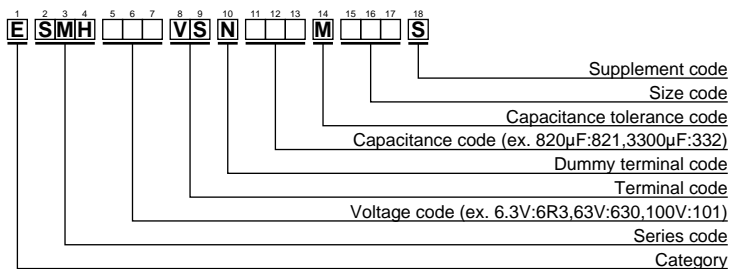 1 2 3 4 5 6 7 8 9 10 11 12 13 14 15 16 17 18
E SMH VS N M S
Supplement code
Size code
Capacitance tolerance code
Capacitance code (ex. 820μF:821,3300μF:332)
Dummy terminal code
Terminal code
Voltage code (ex. 6.3V:6R3,63V:630,100V:101)
Series code
Category